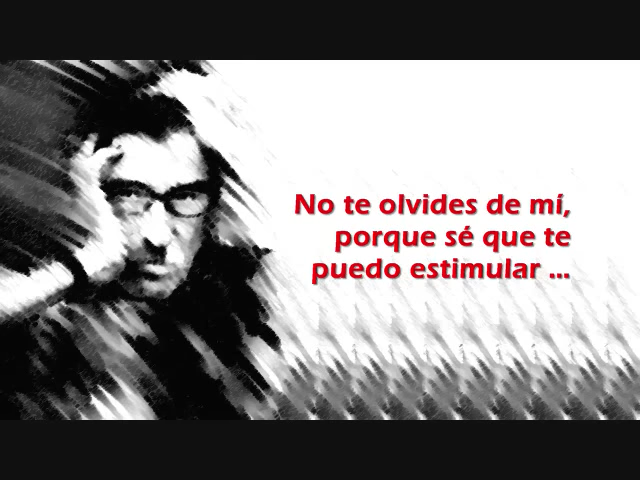 No te olvides de mí,
porque sé que te
puedo estimular ...